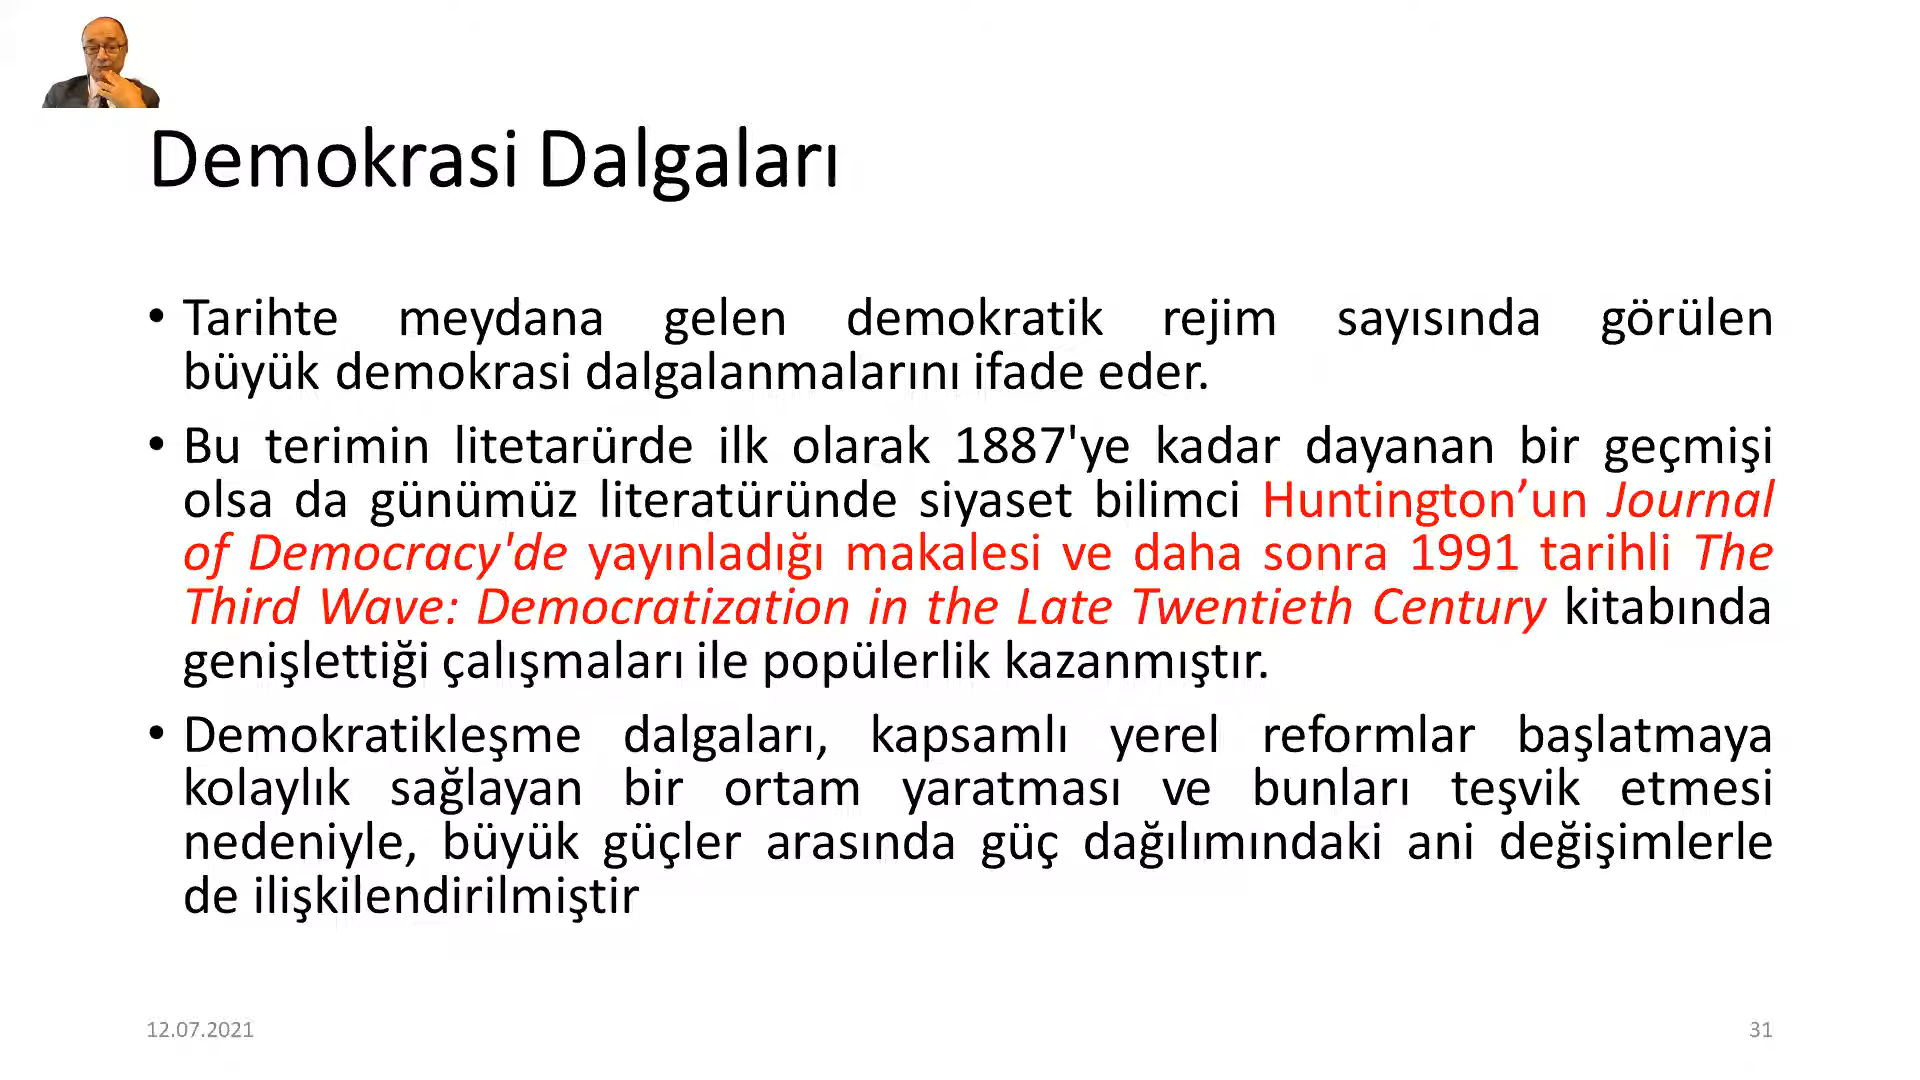 Demokrasi Dalgaları
• Tarihte meydana gelen demokratik rejim sayısında görülen
büyük demokrasi dalgalanmalarını ifade eder.
• Bu terimin litetarürde ilk olarak 1887'ye kadar dayanan bir geçmişi
olsa da günümüz literatüründe siyaset bilimci Huntington’un Journal
of Democracy'de yayınladığı makalesi ve daha sonra 1991 tarihli The
Third Wave: Democratization in the Late Twentieth Century kitabında
genişlettiği çalışmaları ile popülerlik kazanmıştır.
• Demokratikleşme dalgaları, kapsamlı yerel reformlar başlatmaya
kolaylık sağlayan bir ortam yaratması ve bunları teşvik etmesi
nedeniyle, büyük güçler arasında güç dağılımındaki ani değişimlerle
de ilişkilendirilmiştir
12.07.2021
31